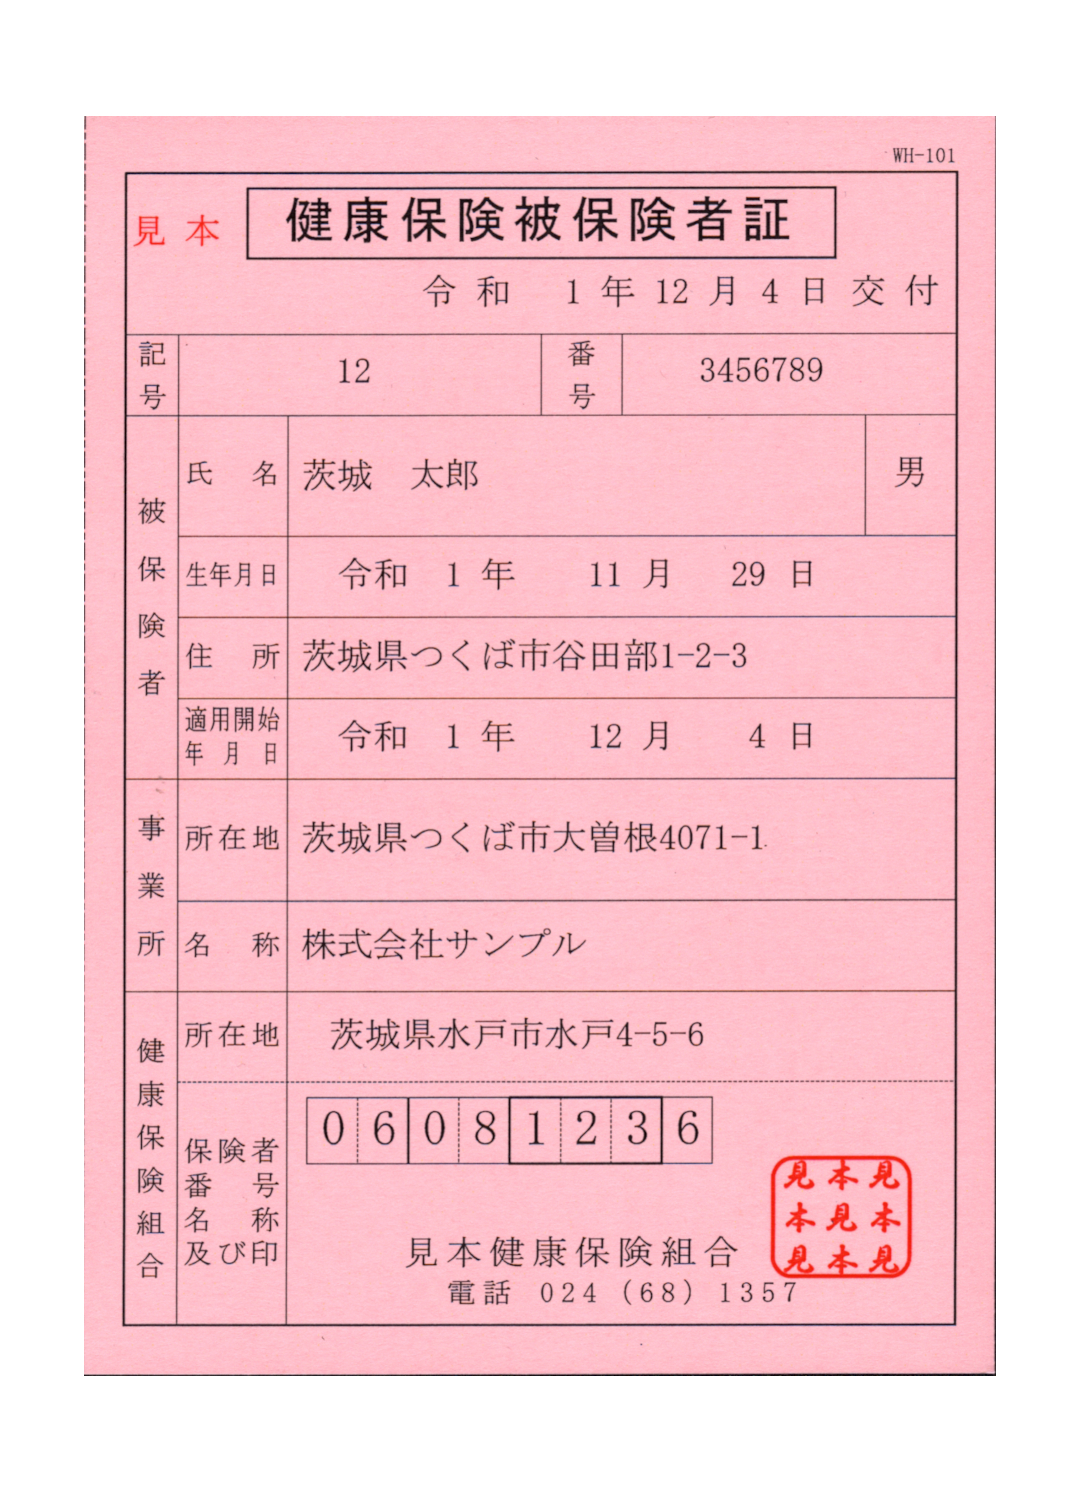 WH-101
見本
健康保険被保険者証
令和 1年12月4日交付
記号 12 番号 3456789
被保険者
氏名 茨城 太郎 男
生年月日 令和 1年 11月 29日
住所 茨城県つくば市谷田部1-2-3
適用開始
年月日 令和 1年 12月 4日
事業所
所在地 茨城県つくば市大曽根4071-1
名称 株式会社サンプル
健康保険組合
所在地 茨城県水戸市水戸4-5-6
保険者
番号
名称
及び印
06081236
見本健康保険組合
電話 024 (68) 1357
見本見
本見本
見本見